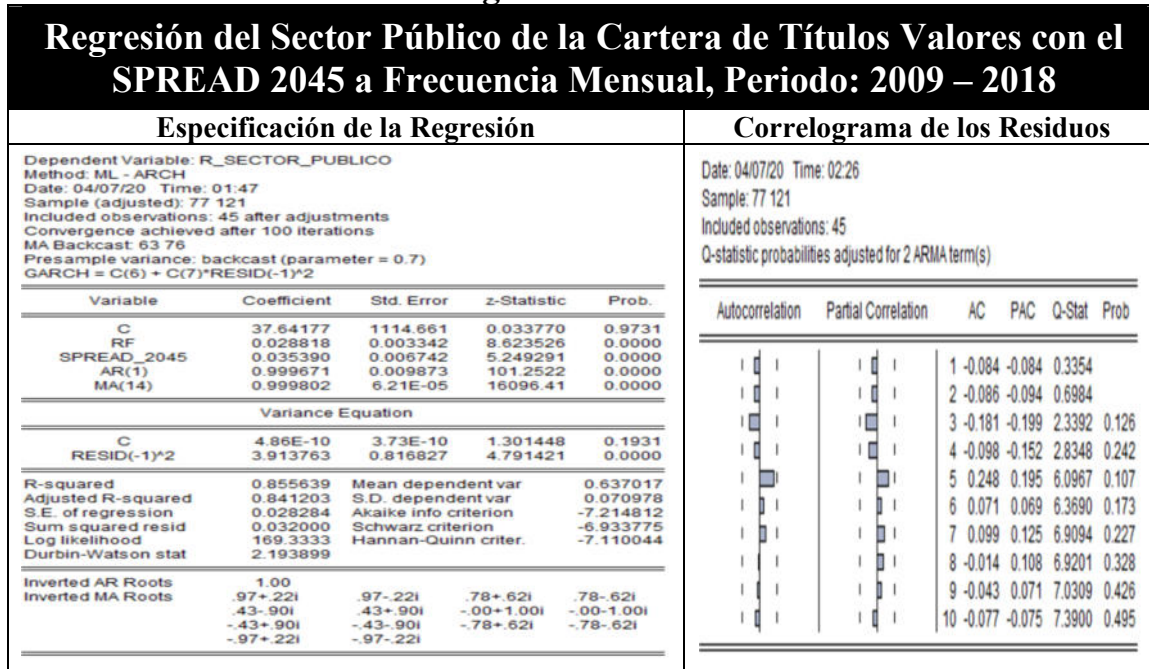 Regresión del Sector Público de la Cartera de Títulos Valores con el
SPREAD 2045 a Frecuencia Mensual, Periodo: 2009 – 2018
Especificación de la Regresión
Dependent Variable: R_SECTOR_PUBLICO
Method: ML - ARCH
Date: 04/07/20 Time: 01:47
Sample (adjusted): 77 121
Included observations: 45 after adjustments
Convergence achieved after 100 iterations
MA Backcast: 63 76
Presample variance: backcast (parameter = 0.7)
GARCH = C(6) + C(7)*RESID(-1)^2
Variable Coefficient Std. Error z-Statistic Prob.
C 37.64177 1114.661 0.033770 0.9731
RF 0.028818 0.003342 8.623526 0.0000
SPREAD_2045 0.035390 0.006742 5.249291 0.0000
AR(1) 0.999671 0.009873 101.2522 0.0000
MA(14) 0.999802 6.21E-05 16096.41 0.0000
Variance Equation
C 4.86E-10 3.73E-10 1.301448 0.1931
RESID(-1)^2 3.913763 0.816827 4.791421 0.0000
R-squared 0.855639 Mean dependent var 0.637017
Adjusted R-squared 0.841203 S.D. dependent var 0.070978
S.E. of regression 0.028284 Akaike info criterion -7.214812
Sum squared resid 0.032000 Schwarz criterion -6.933775
Log likelihood 169.3333 Hannan-Quinn criter. -7.110044
Durbin-Watson stat 2.193899
Inverted AR Roots 1.00
Inverted MA Roots .97+.22i .97-.22i .78+.62i .78-.62i
.43-.90i .43+.90i -.00+1.00i -.00-1.00i
-.43+.90i -.43-.90i -.78+.62i -.78-.62i
-.97+.22i -.97-.22i
Correlograma de los Residuos
Date: 04/07/20 Time: 02:26
Sample: 77 121
Included observations: 45
Q-statistic probabilities adjusted for 2 ARMA term(s)
Autocorrelation Partial Correlation AC PAC Q-Stat Prob
1 -0.084 -0.084 0.3354
2 -0.086 -0.094 0.6984
3 -0.181 -0.199 2.3392 0.126
4 -0.098 -0.152 2.8348 0.242
5 0.248 0.195 6.0967 0.107
6 0.071 0.069 6.3690 0.173
7 0.099 0.125 6.9094 0.227
8 -0.014 0.108 6.9201 0.328
9 -0.043 0.071 7.0309 0.426
10 -0.077 -0.075 7.3900 0.495